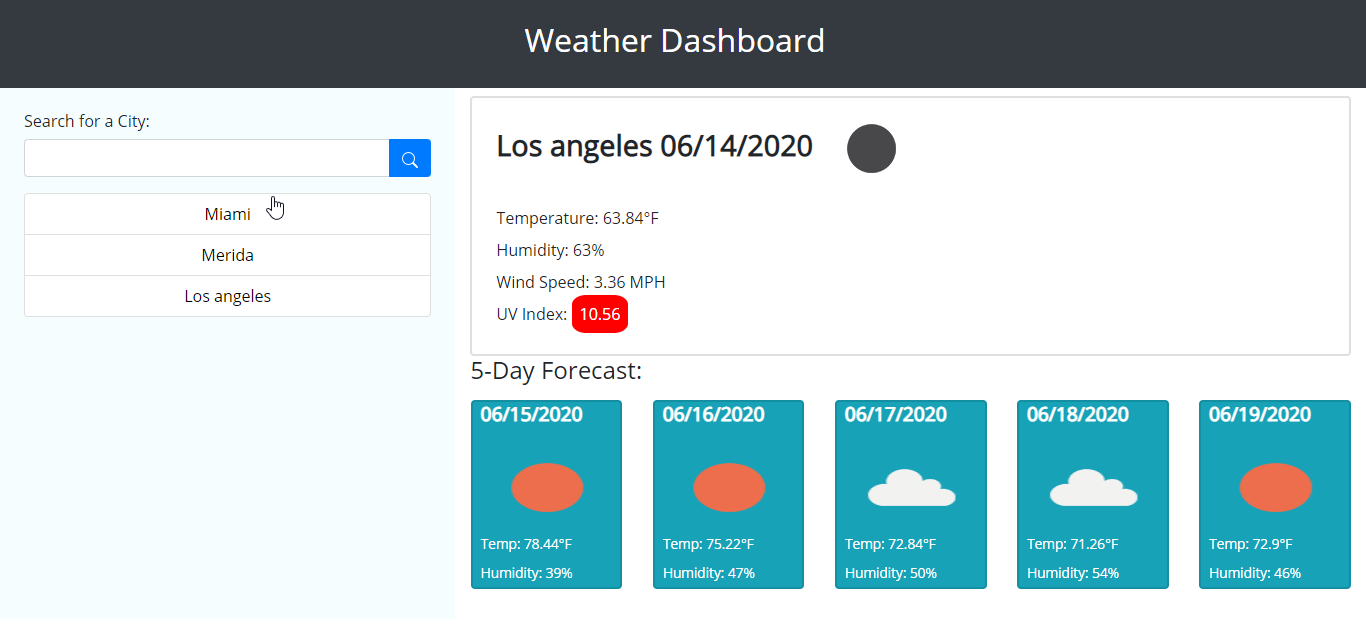 Weather Dashboard
Search for a City:
Miami
Merida
Los angeles
Los angeles 06/14/2020
Temperature: 63.84°F
Humidity: 63%
Wind Speed: 3.36 MPH
UV Index: 10.56
5-Day Forecast:
06/15/2020
Temp: 78.44°F
Humidity: 39%
06/16/2020
Temp: 75.22°F
Humidity: 47%
06/17/2020
Temp: 72.84°F
Humidity: 50%
06/18/2020
Temp: 71.26°F
Humidity: 54%
06/19/2020
Temp: 72.9°F
Humidity: 46%